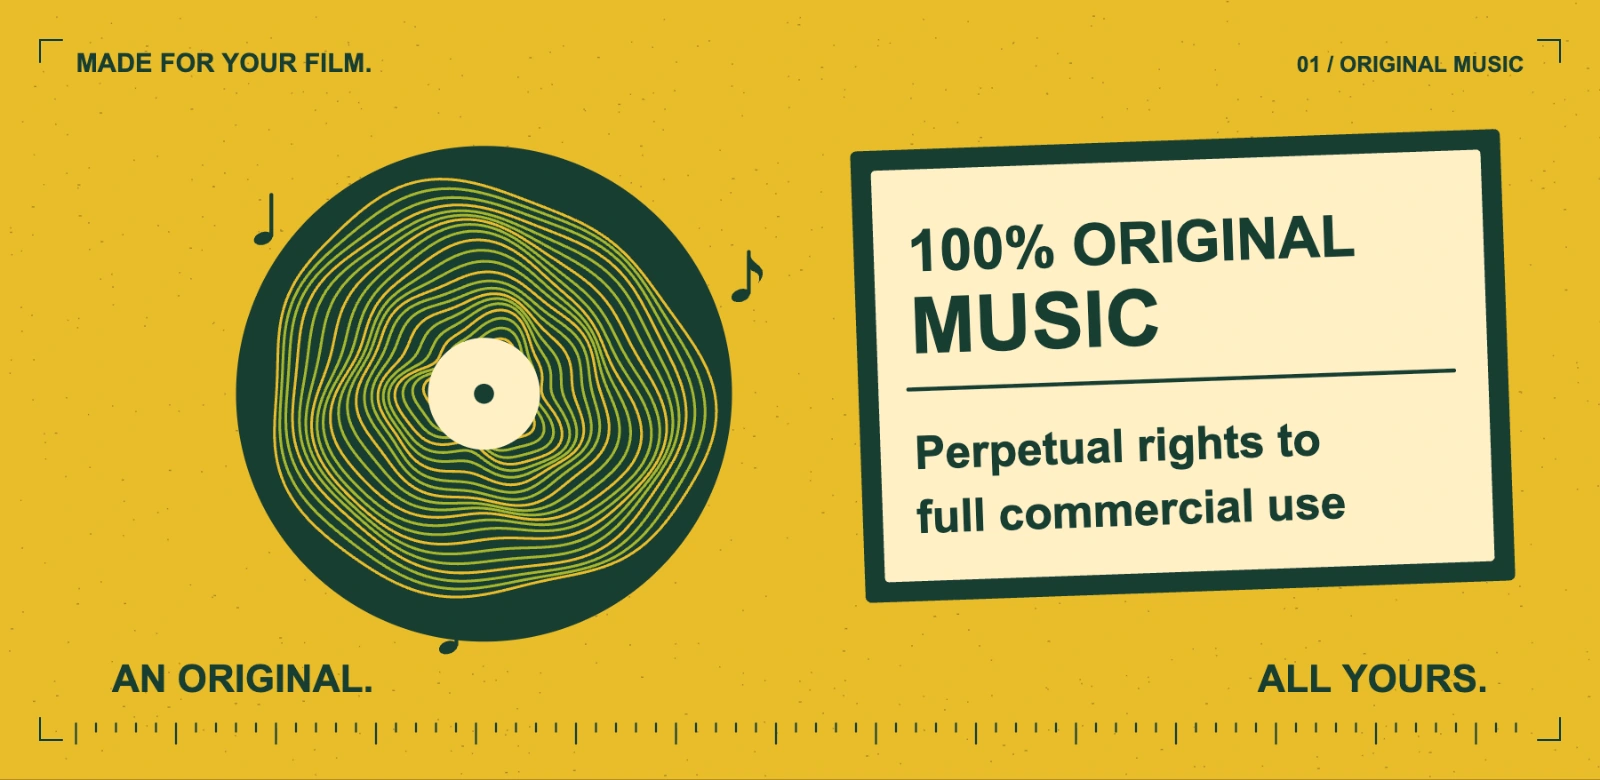 MADE FOR YOUR FILM.
01 / ORIGINAL MUSIC
100% ORIGINAL
MUSIC
Perpetual rights to
full commercial use
AN ORIGINAL.
ALL YOURS.